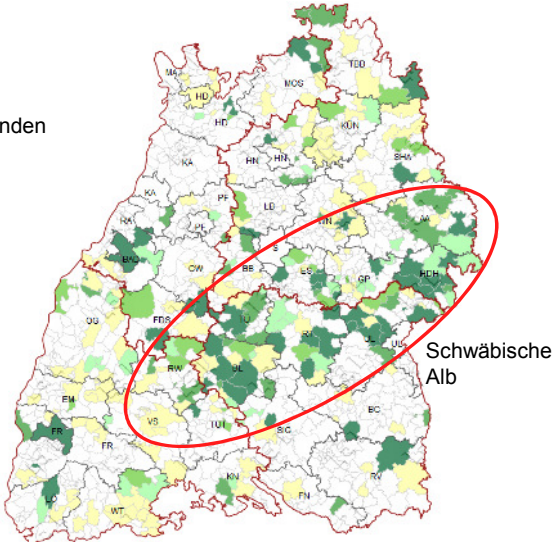 nden
MA
HD
MOS
TBB
HD
KÜN
KA
HN
HN
SHA
KA
PF
LB
RA
PF
WN
AA
BAD
S
CW
BB
ES
GP
HDH
OG
FDS
TÜ
RT
UL
UL
Schwäbische
Alb
RW
BL
EM
VS
TUT
BC
FR
FR
SIG
KN
RV
LÖ
FN
WT